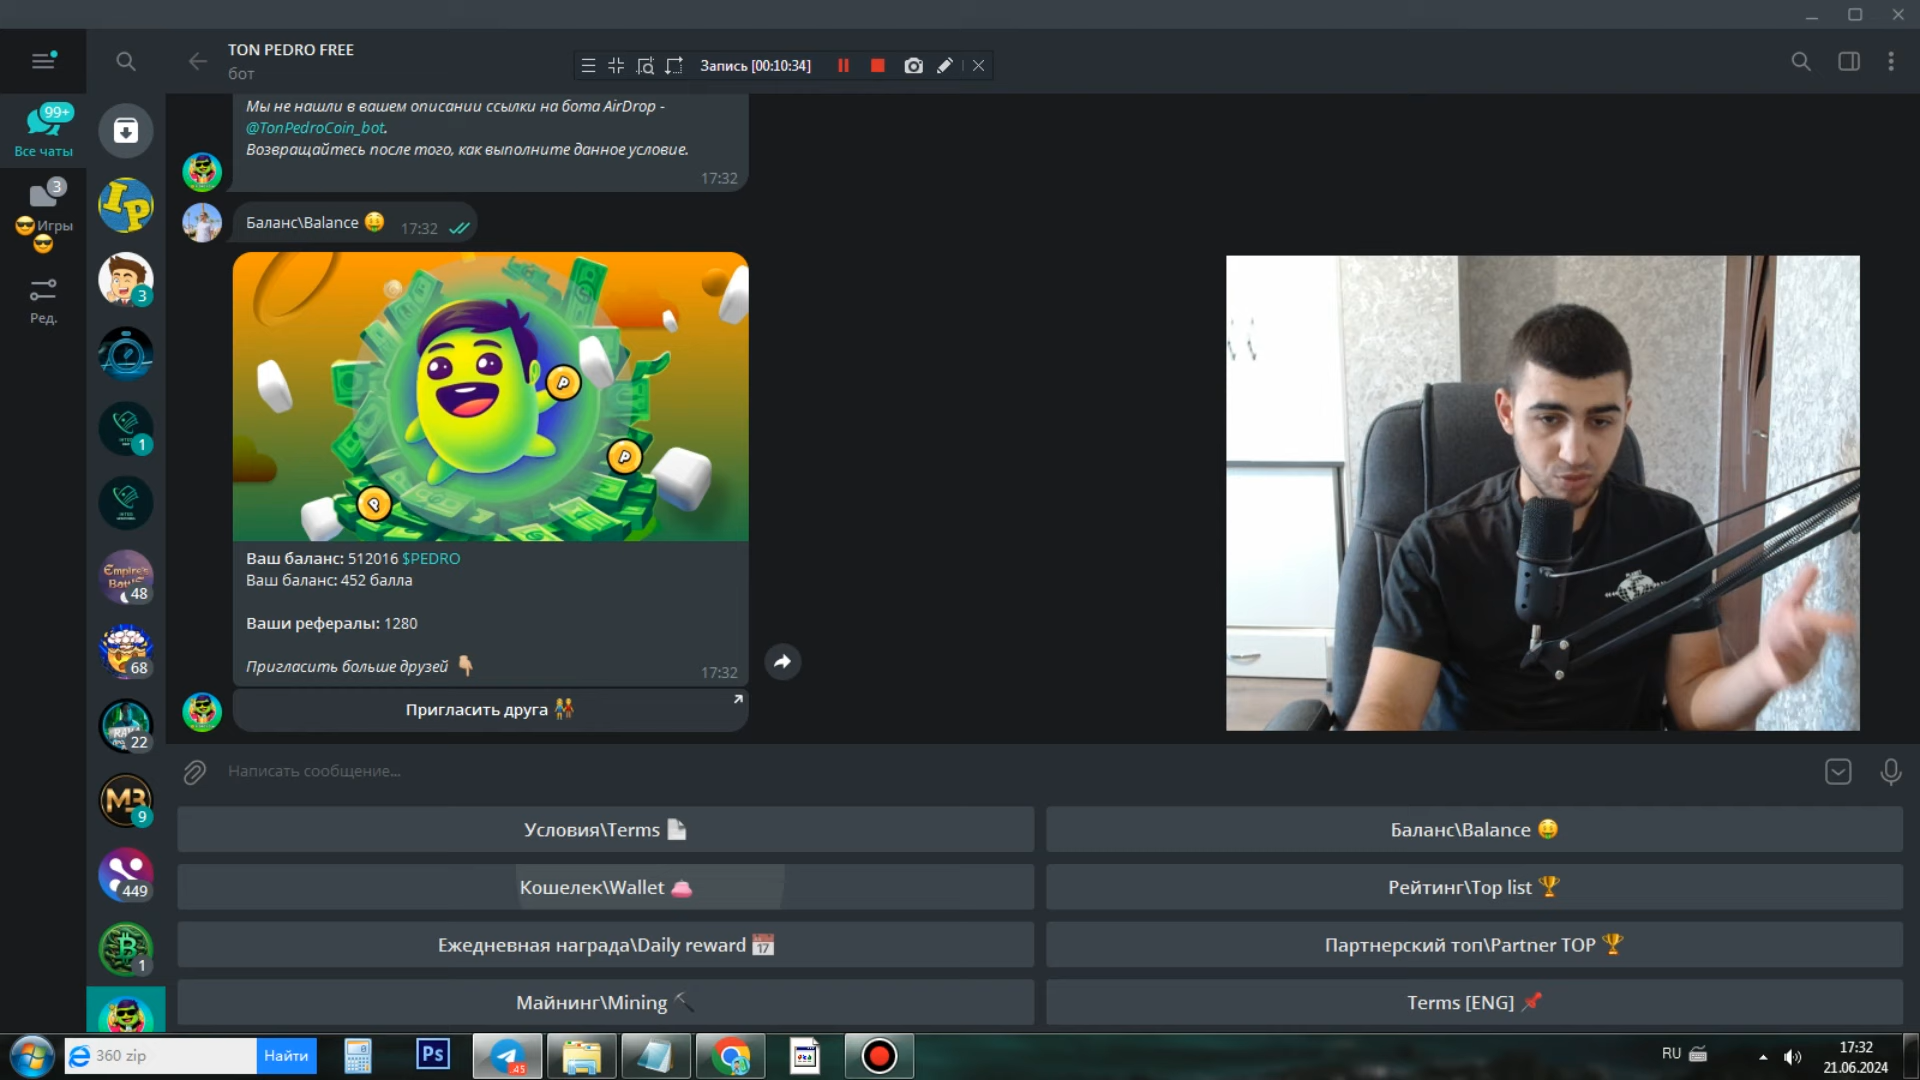 TON PEDRO FREE
бот
Запись [00:10:34]
99+
Все чаты
3
😎Игры
😎
Ред.
IP
3
1
Empire's
48
68
22
MB
9
449
1
Мы не нашли в вашем описании ссылки на бота AirDrop -
@TonPedroCoin_bot.
Возвращайтесь после того, как выполните данное условие.
17:32
Баланс\Balance 🤑 17:32
Ваш баланс: 512016 $PEDRO
Ваш баланс: 452 балла
Ваши рефералы: 1280
Пригласить больше друзей 👇🏼
17:32
Пригласить друга 👫
Написать сообщение...
Условия\Terms 📄
Баланс\Balance 🤑
Кошелек\Wallet 👛
Рейтинг\Top list 🏆
Ежедневная награда\Daily reward 📅
Партнерский топ\Partner TOP 🏆
Майнинг\Mining ⛏
Terms [ENG] 📌
360 zip
Найти
Ps
..45
RU
17:32
21.06.2024